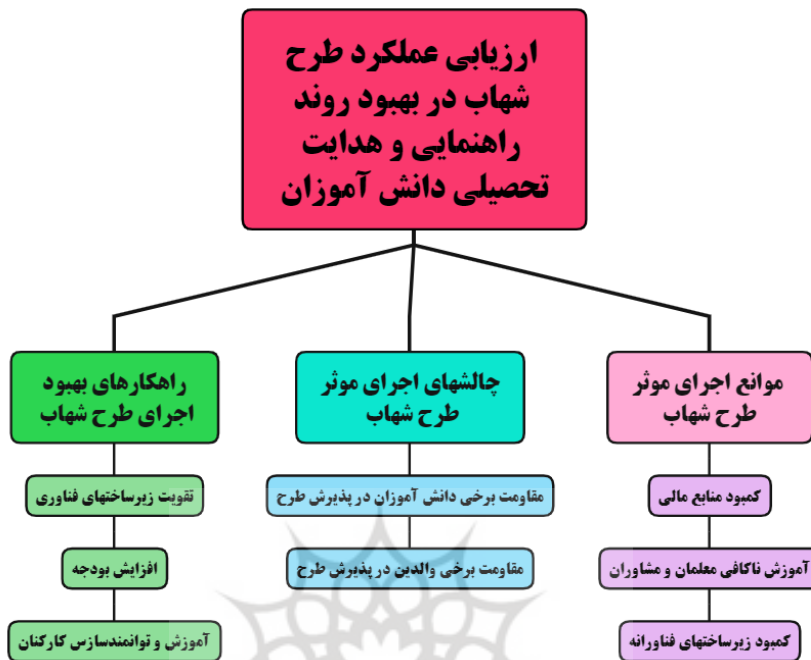 ارزیابی عملکرد طرح
شهاب در بهبود روند
راهنمایی و هدایت
تحصیلی دانش آموزان
موانع اجرای موثر
طرح شهاب
کمبود منابع مالی
آموزش ناکافی معلمان و مشاوران
کمبود زیرساختهای فناورانه
چالشهای اجرای موثر
طرح شهاب
مقاومت برخی دانش آموزان در پذیرش طرح
مقاومت برخی والدین در پذیرش طرح
راهکارهای بهبود
اجرای طرح شهاب
تقویت زیرساختهای فناوری
افزایش بودجه
آموزش و توانمندسازس کارکنان